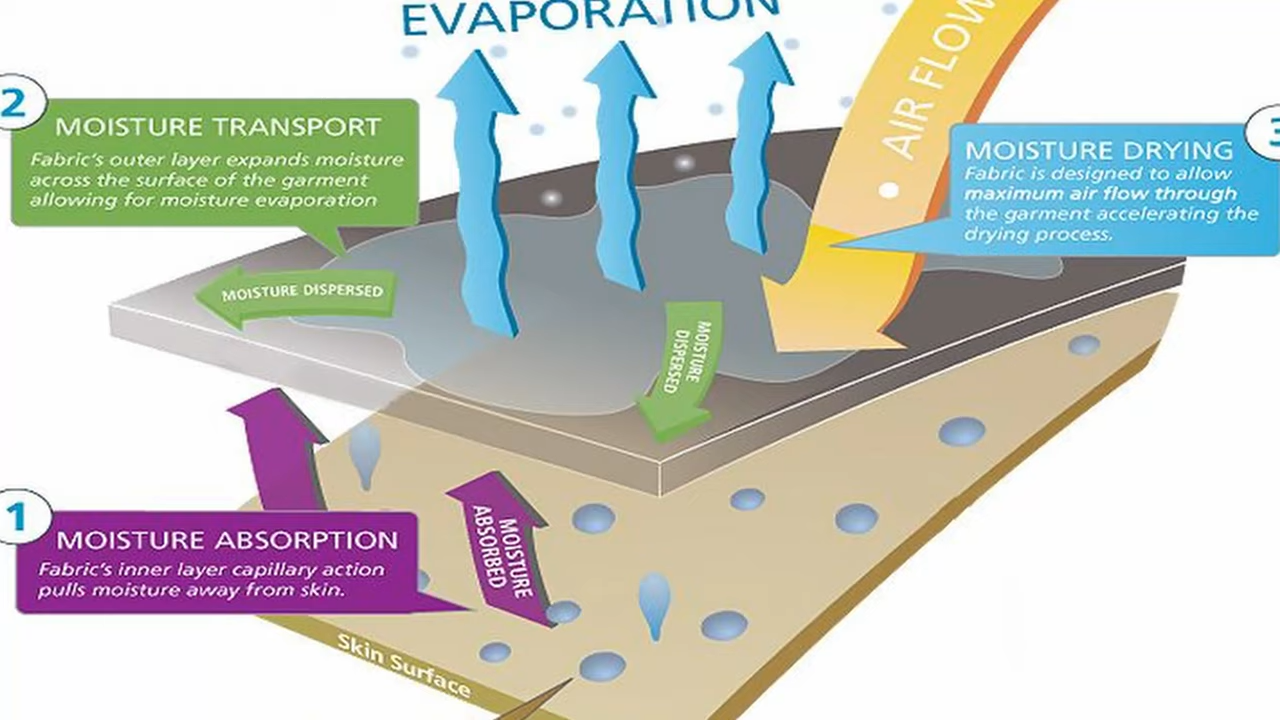 EVAPORATION
AIR FLOW
2
MOISTURE TRANSPORT
Fabric's outer layer expands moisture
across the surface of the garment
allowing for moisture evaporation
3
MOISTURE DRYING
Fabric is designed to allow
maximum air flow through
the garment accelerating the
drying process.
MOISTURE DISPERSED
MOISTURE
DISPERSED
1
MOISTURE ABSORPTION
Fabric's inner layer capillary action
pulls moisture away from skin.
MOISTURE
ABSORBED
Skin Surface